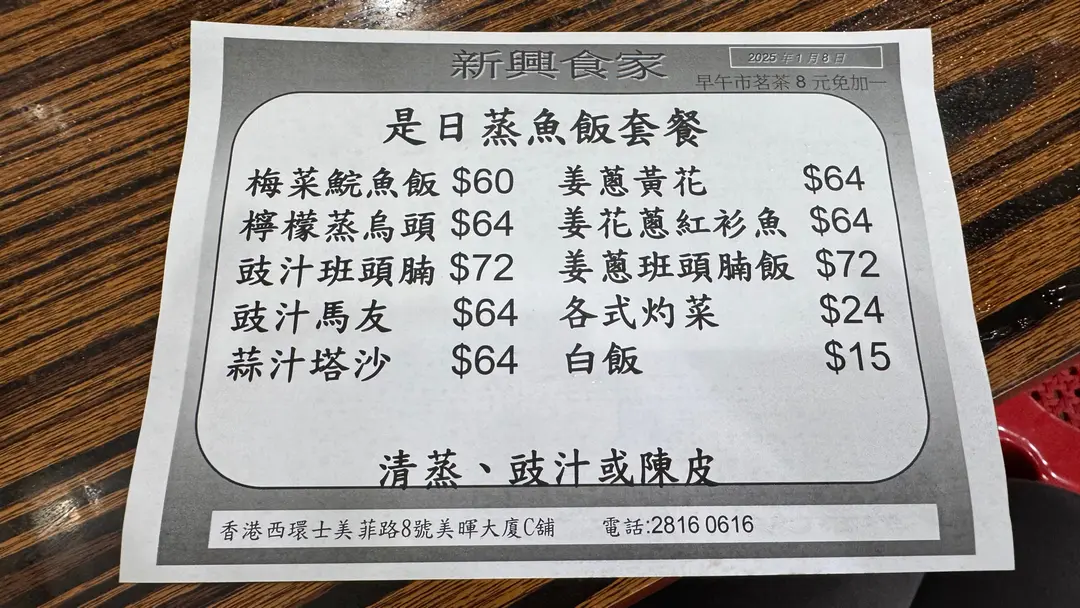 新興食家
2025年1月8日
早午市茗茶 8 元免加一
是日蒸魚飯套餐
梅菜鯇魚飯 $60
姜蔥黃花 $64
檸檬蒸烏頭 $64
姜花蔥紅衫魚 $64
豉汁班頭腩 $72
姜蔥班頭腩飯 $72
豉汁馬友 $64
各式灼菜 $24
蒜汁塔沙 $64
白飯 $15
清蒸、豉汁或陳皮
香港西環士美菲路8號美暉大廈C舖 電話:2816 0616